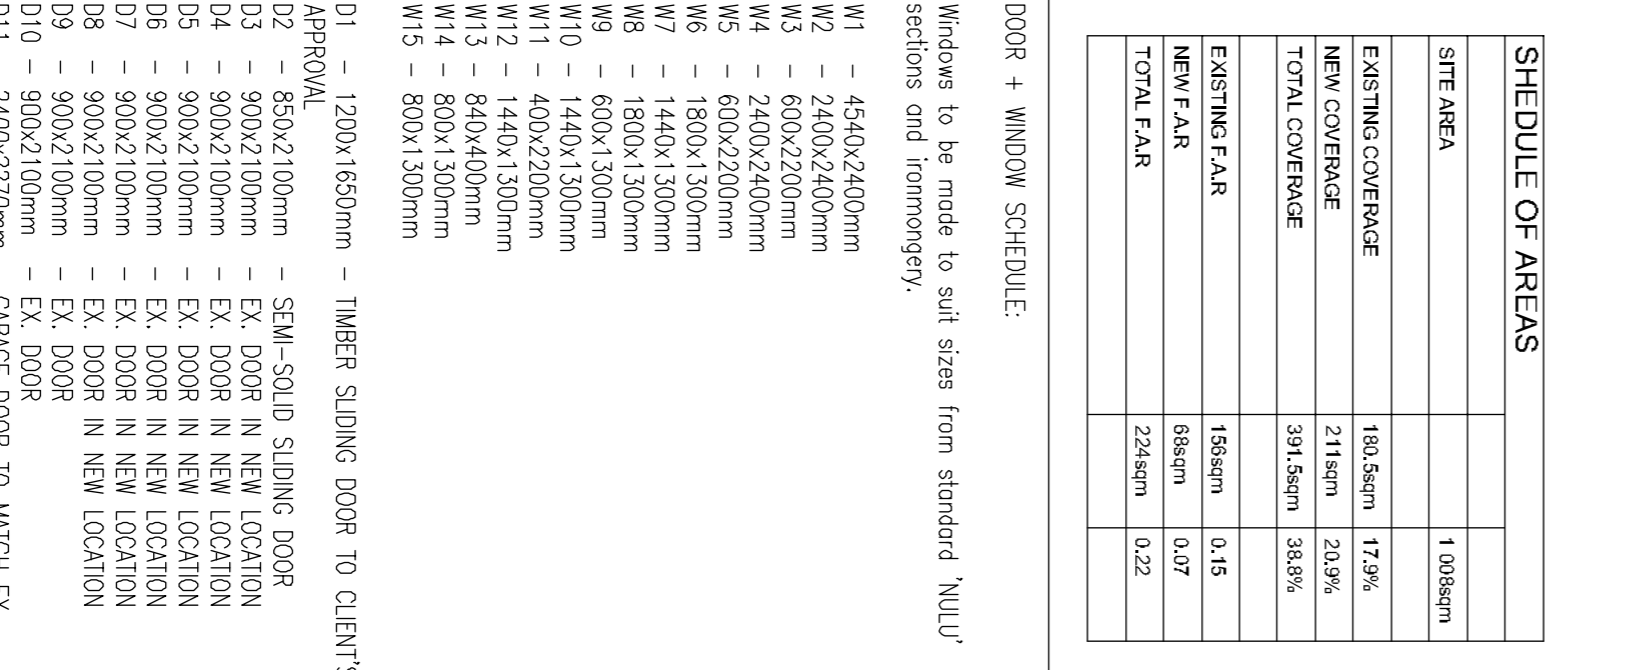 SHEDULE OF AREAS
SITE AREA 1 008sqm
EXISTING COVERAGE 180.5sqm 17.9%
NEW COVERAGE 211sqm 20.9%
TOTAL COVERAGE 391.5sqm 38.8%
EXISTING F.A.R 156sqm 0.15
NEW F.A.R 68sqm 0.07
TOTAL F.A.R 224sqm 0.22
DOOR + WINDOW SCHEDULE:
Windows to be made to suit sizes from standard 'NULU'
sections and ironmongery.
W1 - 4540x2400mm
W2 - 2400x2400mm
W3 - 600x2200mm
W4 - 2400x2400mm
W5 - 600x2200mm
W6 - 1800x1300mm
W7 - 1440x1300mm
W8 - 1800x1300mm
W9 - 600x1300mm
W10 - 1440x1300mm
W11 - 400x2200mm
W12 - 1440x1300mm
W13 - 840x400mm
W14 - 800x1300mm
W15 - 800x1300mm
D1 - 1200x1650mm - TIMBER SLIDING DOOR TO CLIENT'S
APPROVAL
D2 - 850x2100mm - SEMI-SOLID SLIDING DOOR
D3 - 900x2100mm - EX. DOOR IN NEW LOCATION
D4 - 900x2100mm - EX. DOOR IN NEW LOCATION
D5 - 900x2100mm - EX. DOOR IN NEW LOCATION
D6 - 900x2100mm - EX. DOOR IN NEW LOCATION
D7 - 900x2100mm - EX. DOOR IN NEW LOCATION
D8 - 900x2100mm - EX. DOOR IN NEW LOCATION
D9 - 900x2100mm - EX. DOOR
D10 - 900x2100mm - EX. DOOR
D11 2400x2270mm GARAGE DOOR TO MATCH EX